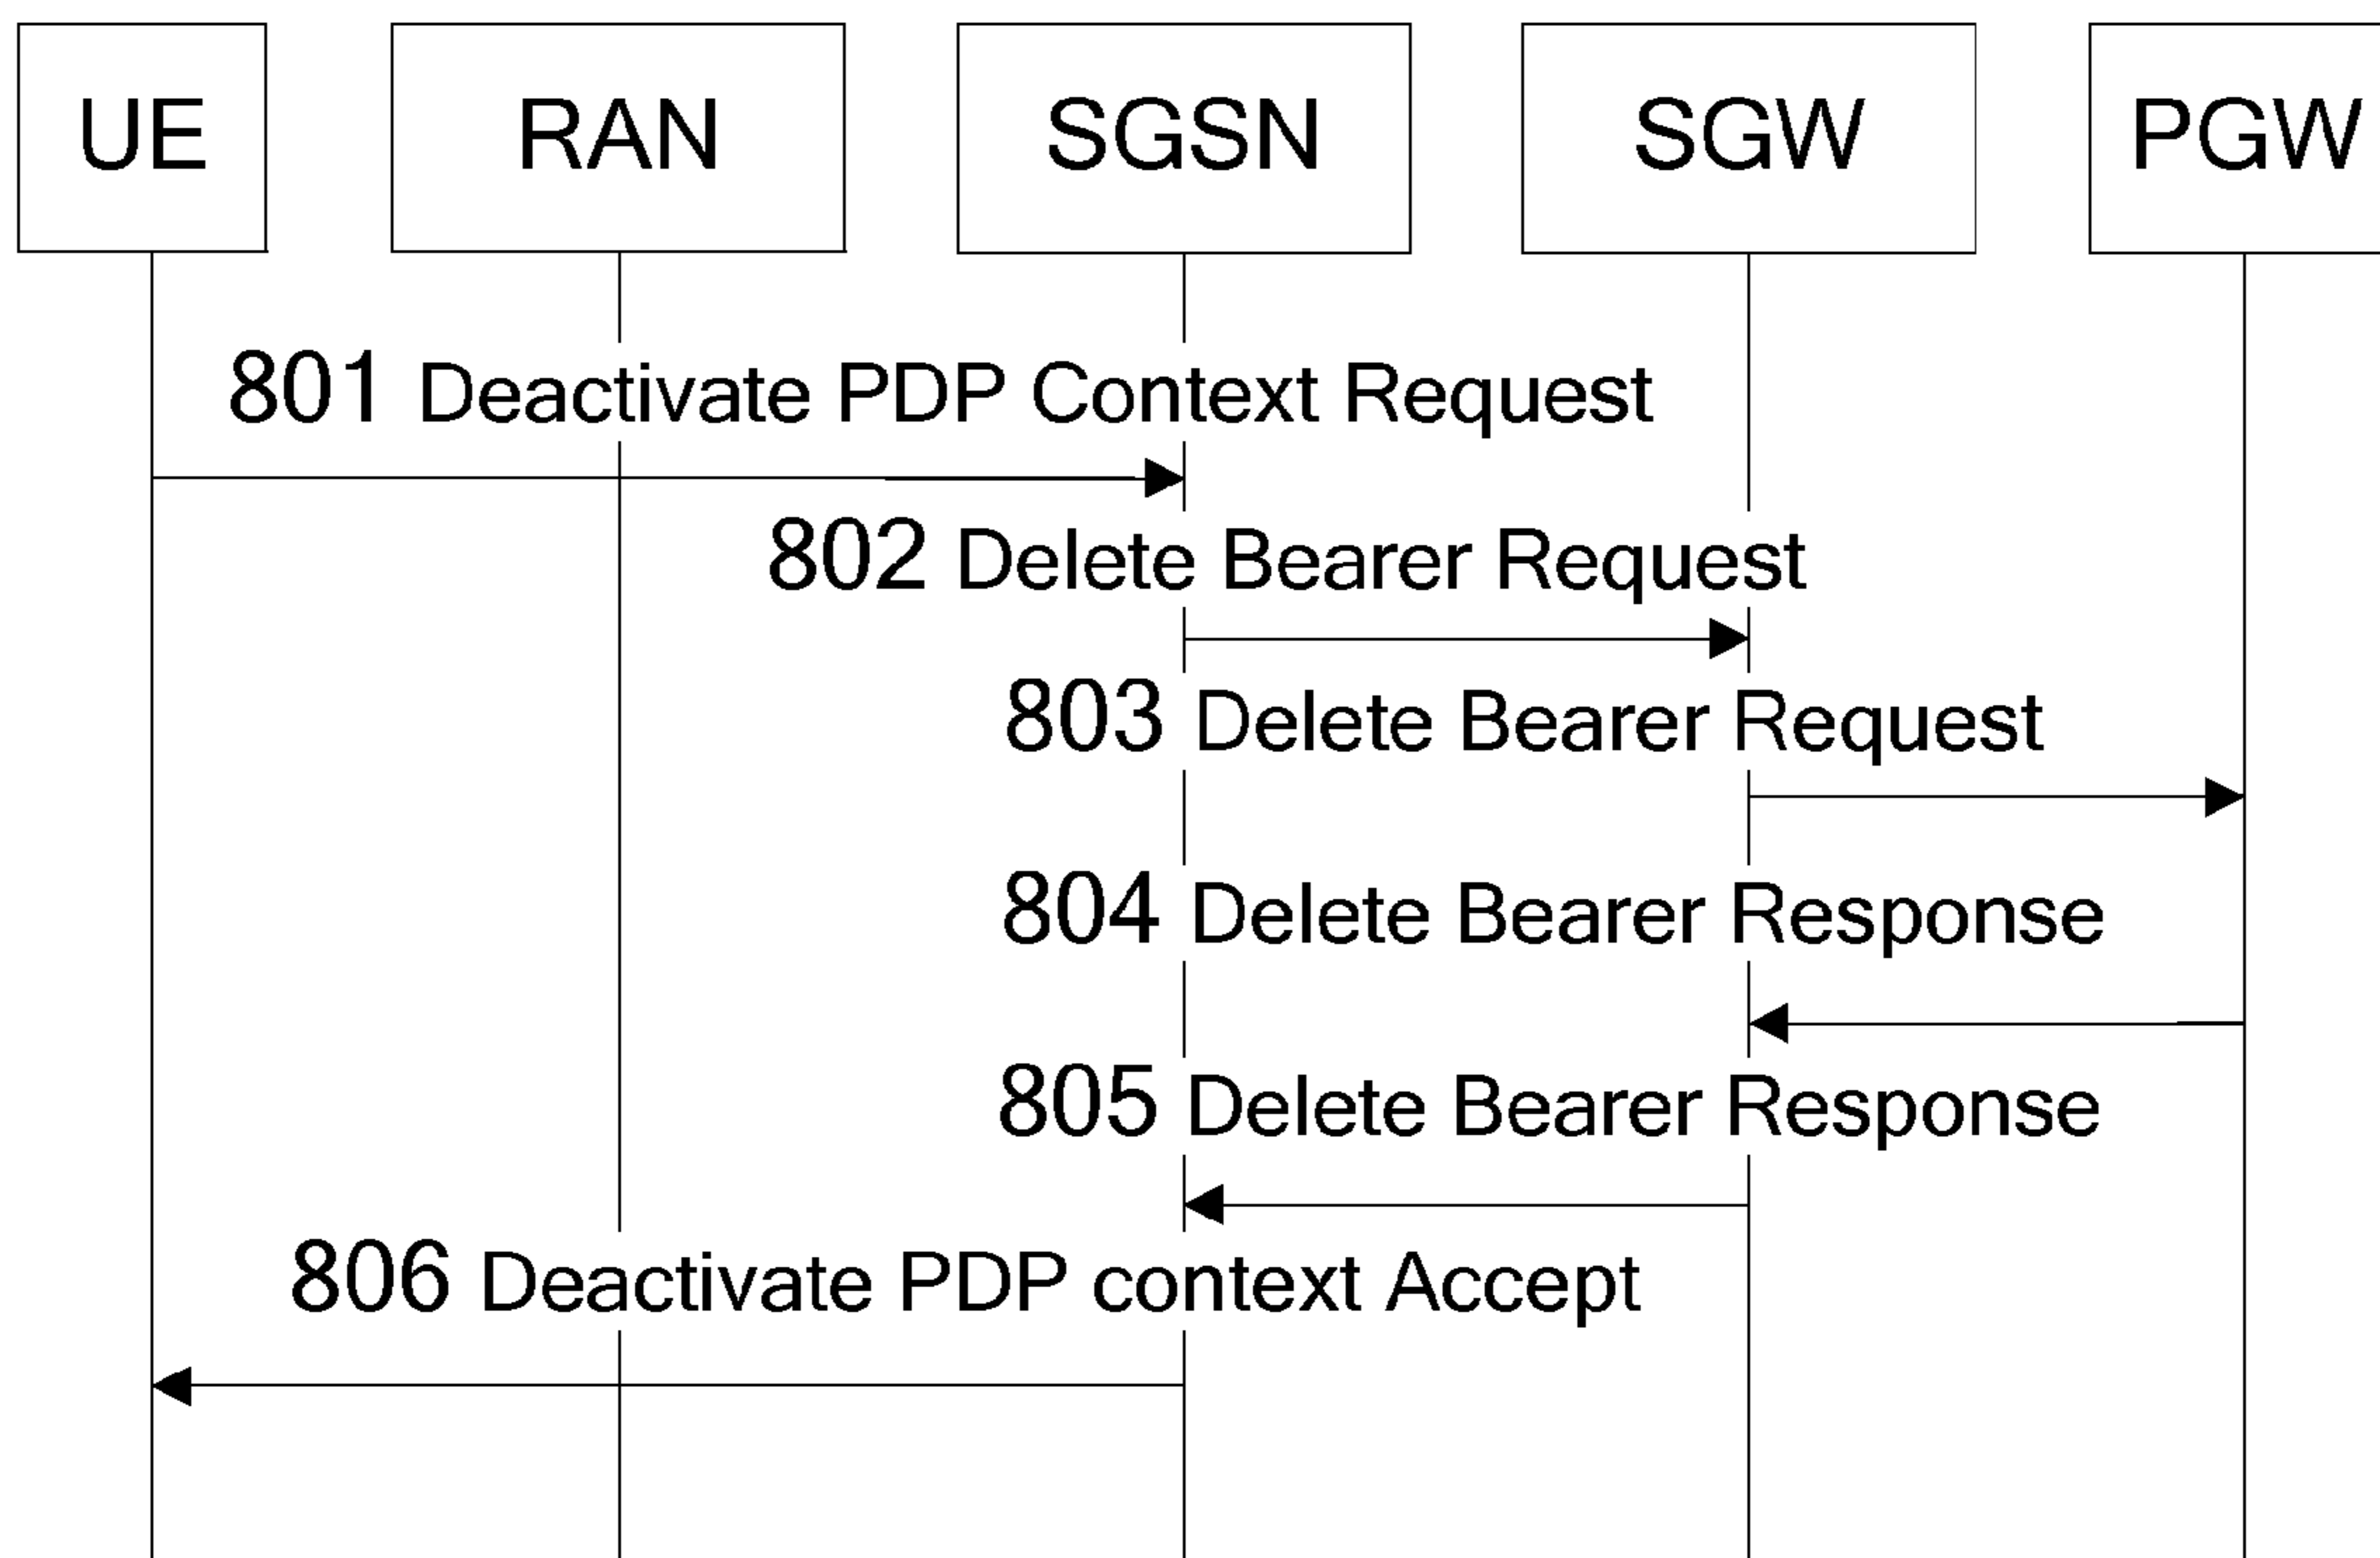 UE RAN SGSN SGW PGW
801 Deactivate PDP Context Request
802 Delete Bearer Request
803 Delete Bearer Request
804 Delete Bearer Response
805 Delete Bearer Response
806 Deactivate PDP context Accept